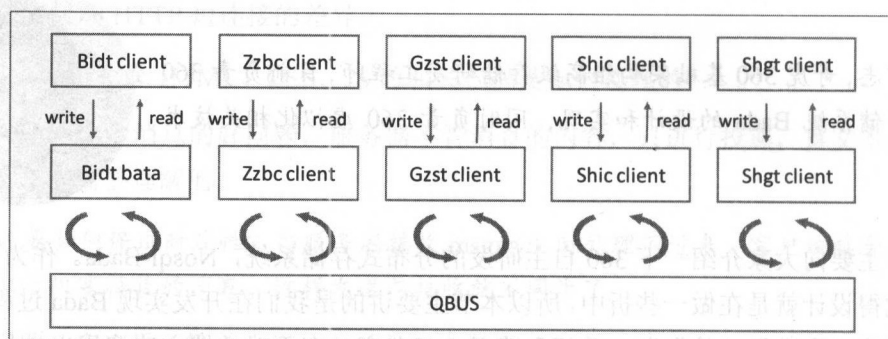 Bidt client Zzbc client Gzst client Shic client Shgt client
write read write read write read write read write read
Bidt bata Zzbc client Gzst client Shic client Shgt client
QBUS